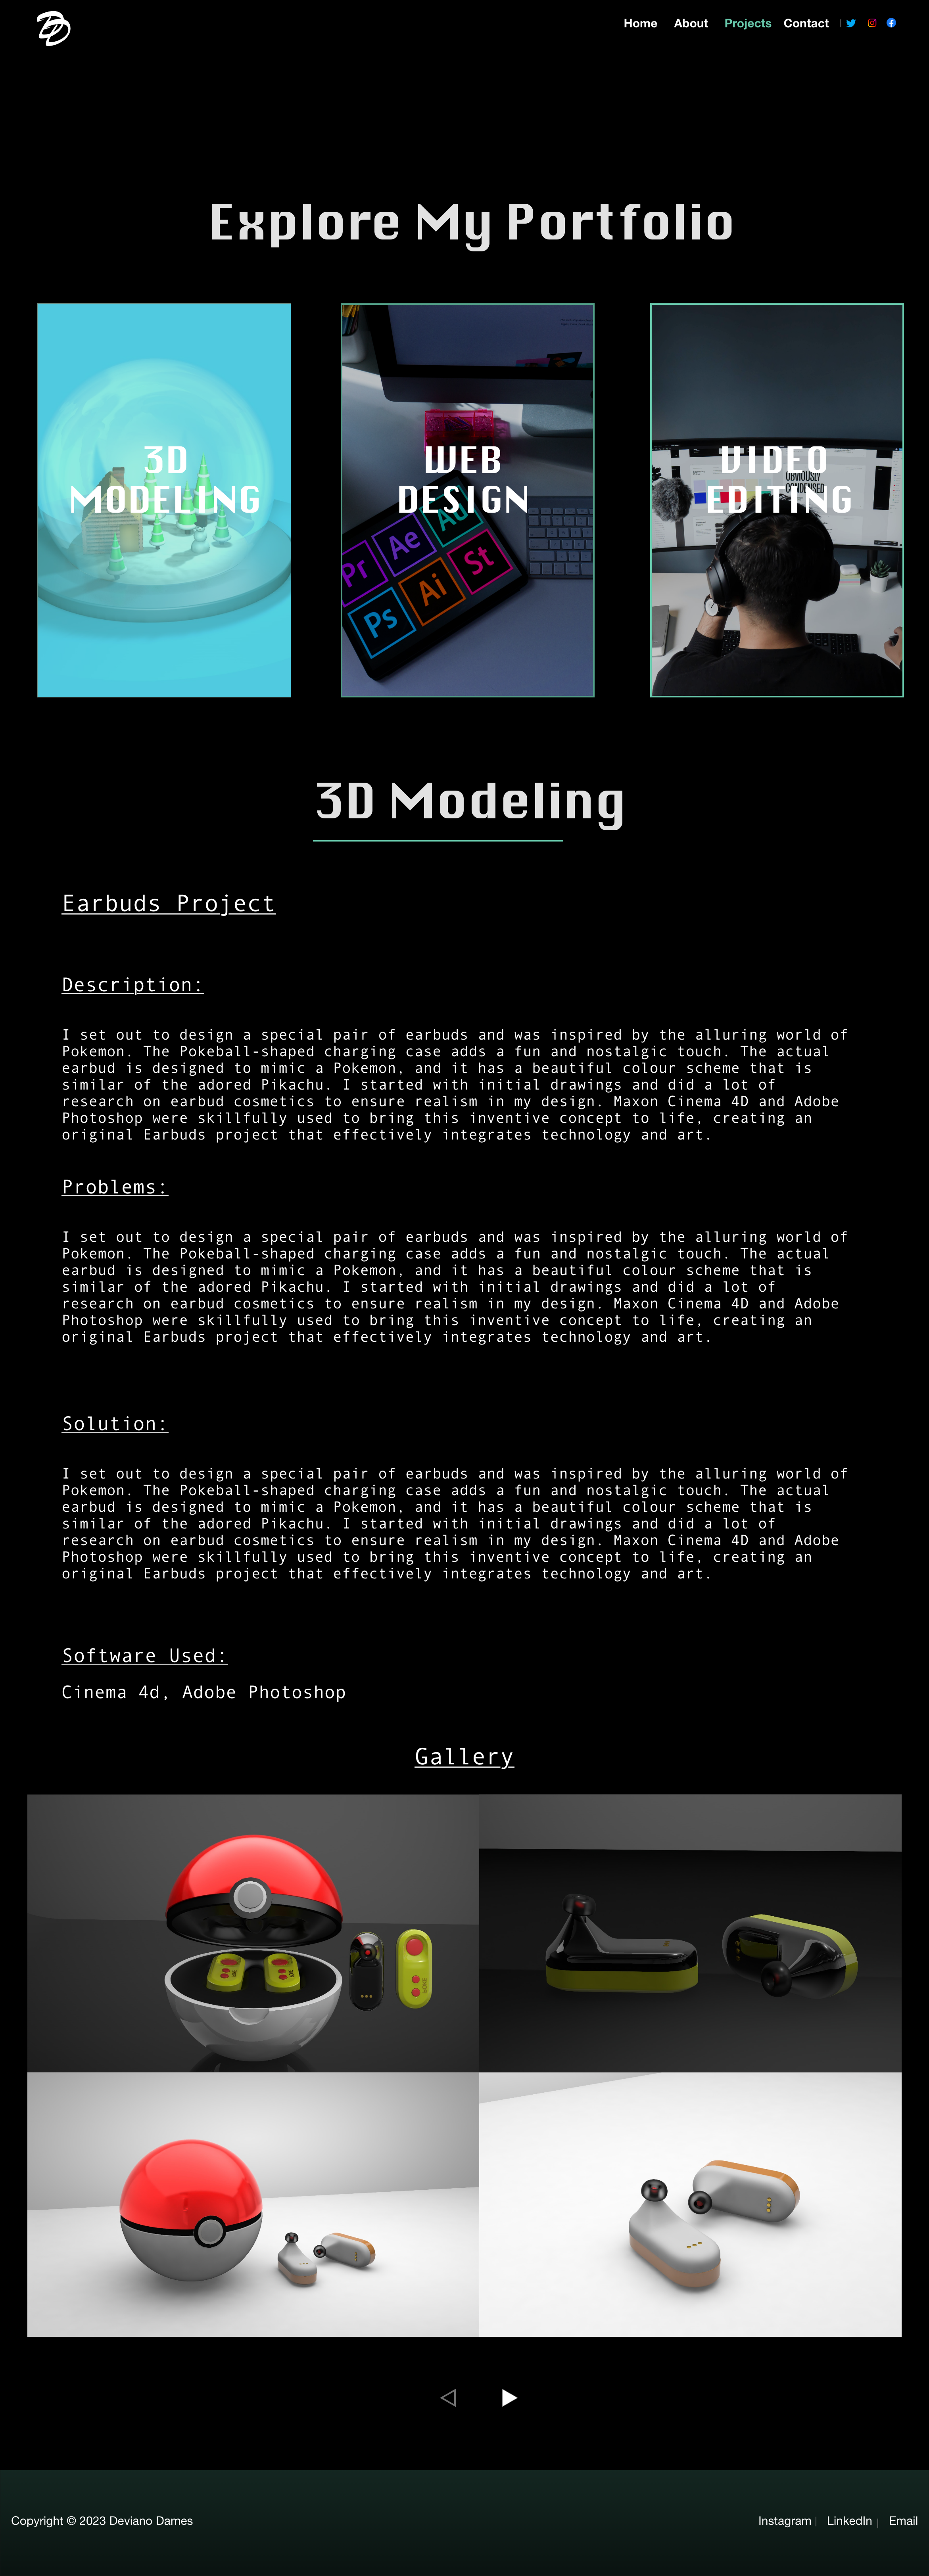 DD
Home About Projects Contact |
Explore My Portfolio
3D
MODELING
WEB
DESIGN
Pr Ae Au
Ps Ai St
VIDEO
EDITING
OBVIOUSLY
CONDENSED
3D Modeling
Earbuds Project
Description:
I set out to design a special pair of earbuds and was inspired by the alluring world of
Pokemon. The Pokeball-shaped charging case adds a fun and nostalgic touch. The actual
earbud is designed to mimic a Pokemon, and it has a beautiful colour scheme that is
similar of the adored Pikachu. I started with initial drawings and did a lot of
research on earbud cosmetics to ensure realism in my design. Maxon Cinema 4D and Adobe
Photoshop were skillfully used to bring this inventive concept to life, creating an
original Earbuds project that effectively integrates technology and art.
Problems:
I set out to design a special pair of earbuds and was inspired by the alluring world of
Pokemon. The Pokeball-shaped charging case adds a fun and nostalgic touch. The actual
earbud is designed to mimic a Pokemon, and it has a beautiful colour scheme that is
similar of the adored Pikachu. I started with initial drawings and did a lot of
research on earbud cosmetics to ensure realism in my design. Maxon Cinema 4D and Adobe
Photoshop were skillfully used to bring this inventive concept to life, creating an
original Earbuds project that effectively integrates technology and art.
Solution:
I set out to design a special pair of earbuds and was inspired by the alluring world of
Pokemon. The Pokeball-shaped charging case adds a fun and nostalgic touch. The actual
earbud is designed to mimic a Pokemon, and it has a beautiful colour scheme that is
similar of the adored Pikachu. I started with initial drawings and did a lot of
research on earbud cosmetics to ensure realism in my design. Maxon Cinema 4D and Adobe
Photoshop were skillfully used to bring this inventive concept to life, creating an
original Earbuds project that effectively integrates technology and art.
Software Used:
Cinema 4d, Adobe Photoshop
Gallery
Copyright © 2023 Deviano Dames
Instagram | LinkedIn | Email